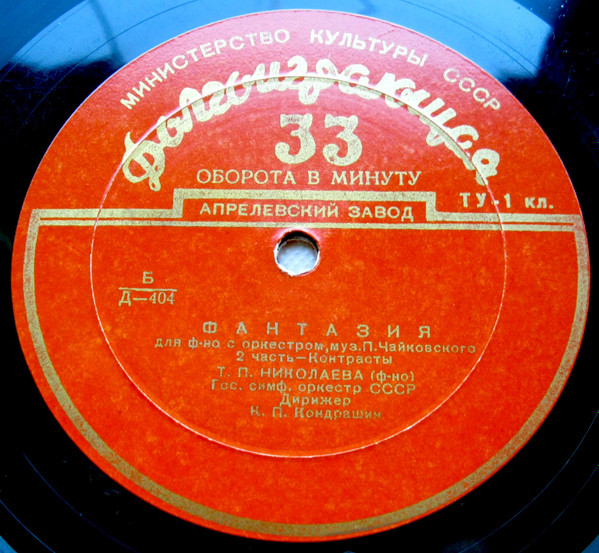 МИНИСТЕРСТВО КУЛЬТУРЫ СССР
Долгоиграющая
33
ОБОРОТА В МИНУТУ
ТУ-1 кл.
АПРЕЛЕВСКИЙ ЗАВОД
Б
Д—404
ФАНТАЗИЯ
для ф-но с оркестром, муз. П. Чайковского
2 часть—Контрасты
Т. П. НИКОЛАЕВА (ф-но)
Гос. симф. оркестр СССР
Дирижер
К. П. Кондрашин